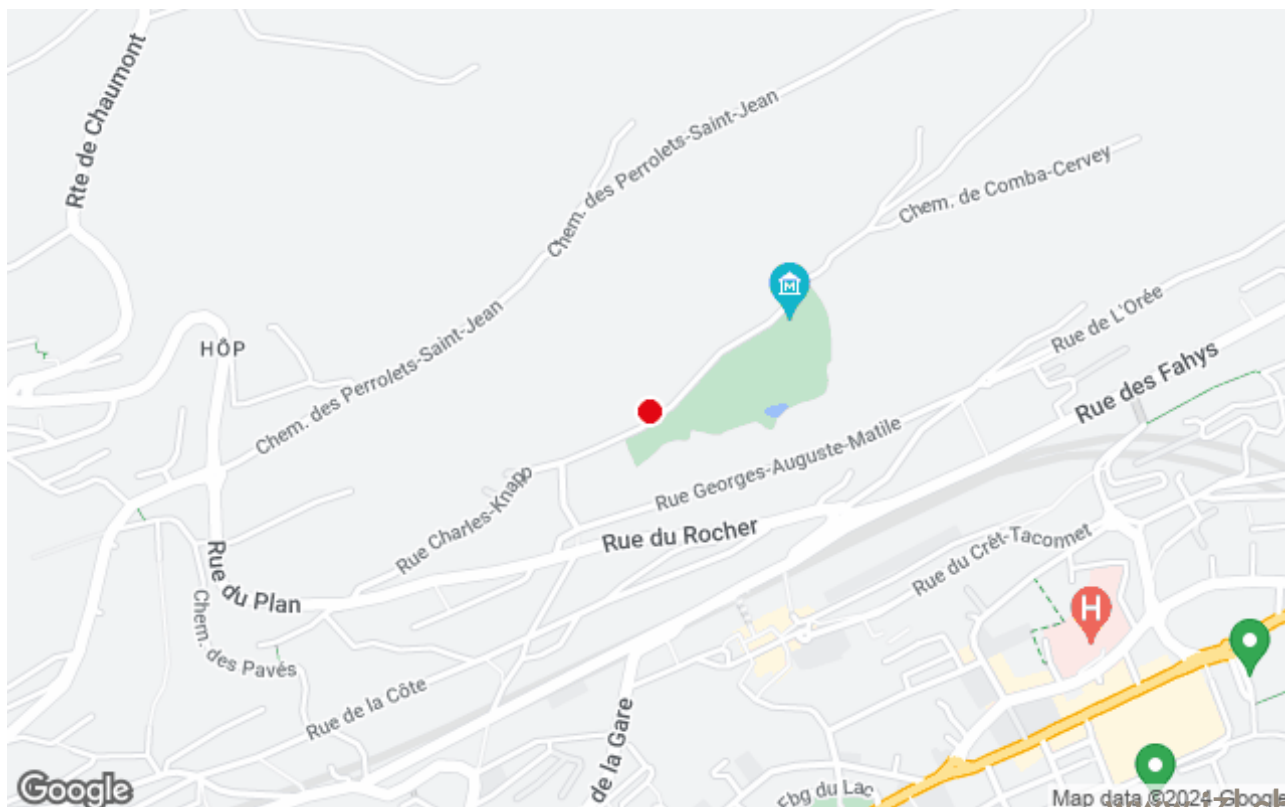 Rte de Chaumont
Chem. des Perrolets-Saint-Jean
Chem. de Comba-Cervey
M
Rue de L'Orée
HÔP
Chem. des Perrolets-Saint-Jean
Rue des Fahys
Rue Georges-Auguste-Matile
Rue Charles-Knapp
Rue du Rocher
Rue du Crêt-Taconnet
Rue du Plan
Chem. des Pavés
H
Rue de la Côte
de la Gare
Fbg du Lac
Google
Map data ©2024 Google